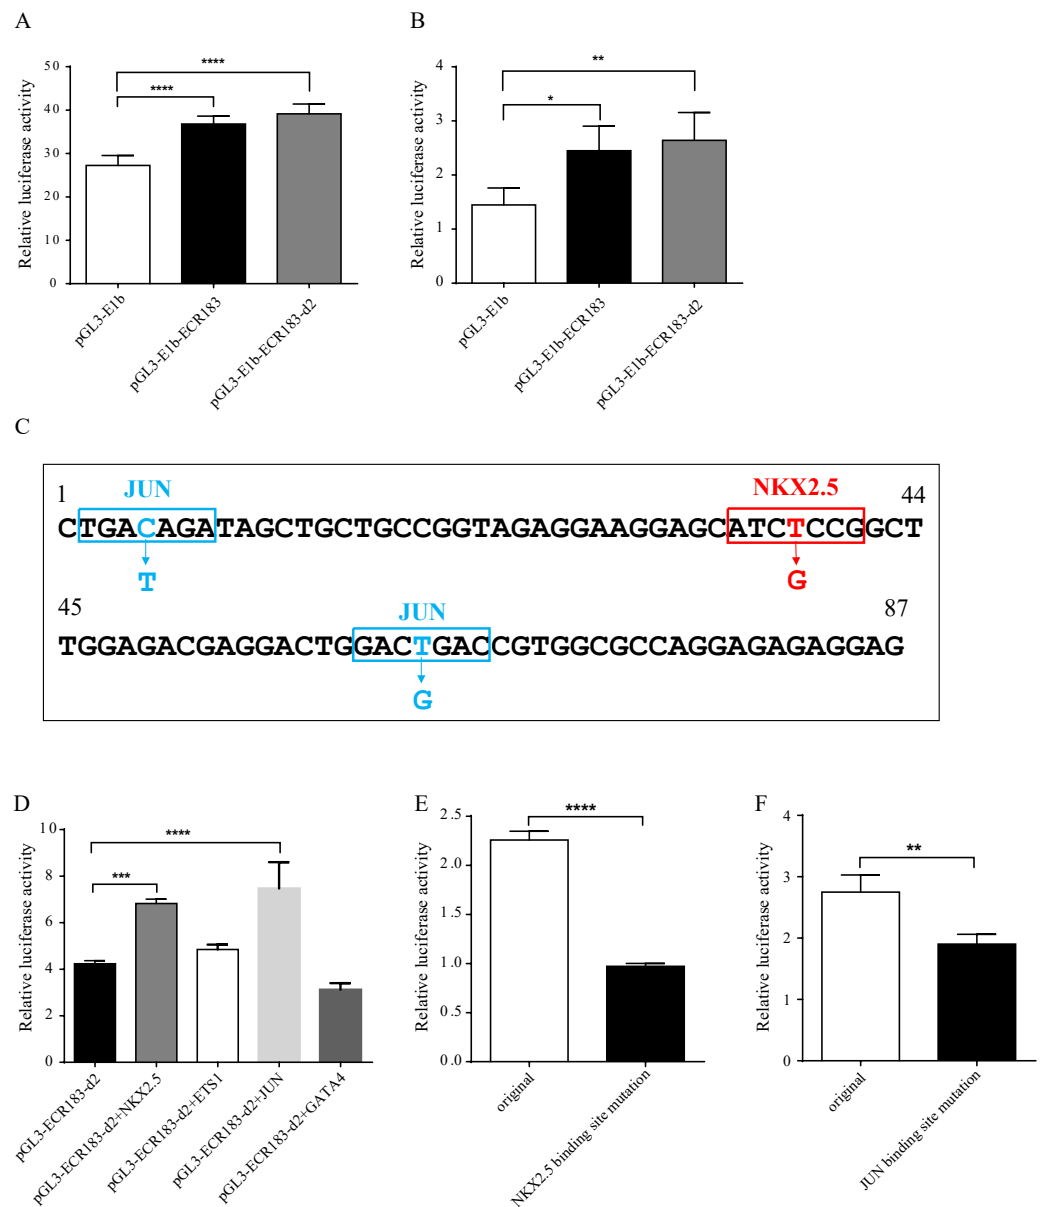 A
Relative luciferase activity
50
40
30
20
10
0
****
****
pGL3-E1b
pGL3-E1b-ECR183
pGL3-E1b-ECR183-d2
B
Relative luciferase activity
4
3
2
1
0
**
*
pGL3-E1b
pGL3-E1b-ECR183
pGL3-E1b-ECR183-d2
C
1 JUN NKX2.5 44
CTGACAGATAGCTGCTGCCGGTAGAGGAAGGAGCATCTCCGGCT
T G
45 JUN 87
TGGAGACGAGGACTGGACTGACCGTGGCGCCAGGAGAGAGGAG
G
D
Relative luciferase activity
10
8
6
4
2
0
****
***
pGL3-ECR183-d2
pGL3-ECR183-d2+NKX2.5
pGL3-ECR183-d2+ETS1
pGL3-ECR183-d2+JUN
pGL3-ECR183-d2+GATA4
E
Relative luciferase activity
2.5
2.0
1.5
1.0
0.5
0.0
****
original
NKX2.5 binding site mutation
F
Relative luciferase activity
4
3
2
1
0
**
original
JUN binding site mutation